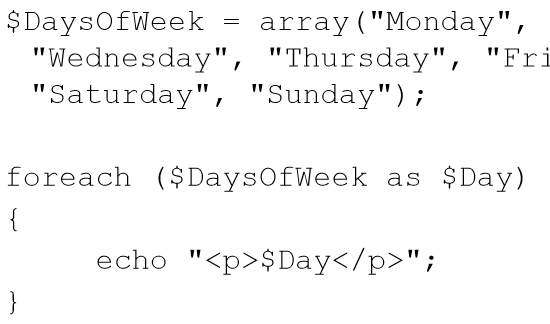 $DaysOfWeek = array("Monday",
"Wednesday", "Thursday", "Fri
"Saturday", "Sunday");
foreach ($DaysOfWeek as $Day)
{
echo "<p>$Day</p>";
}